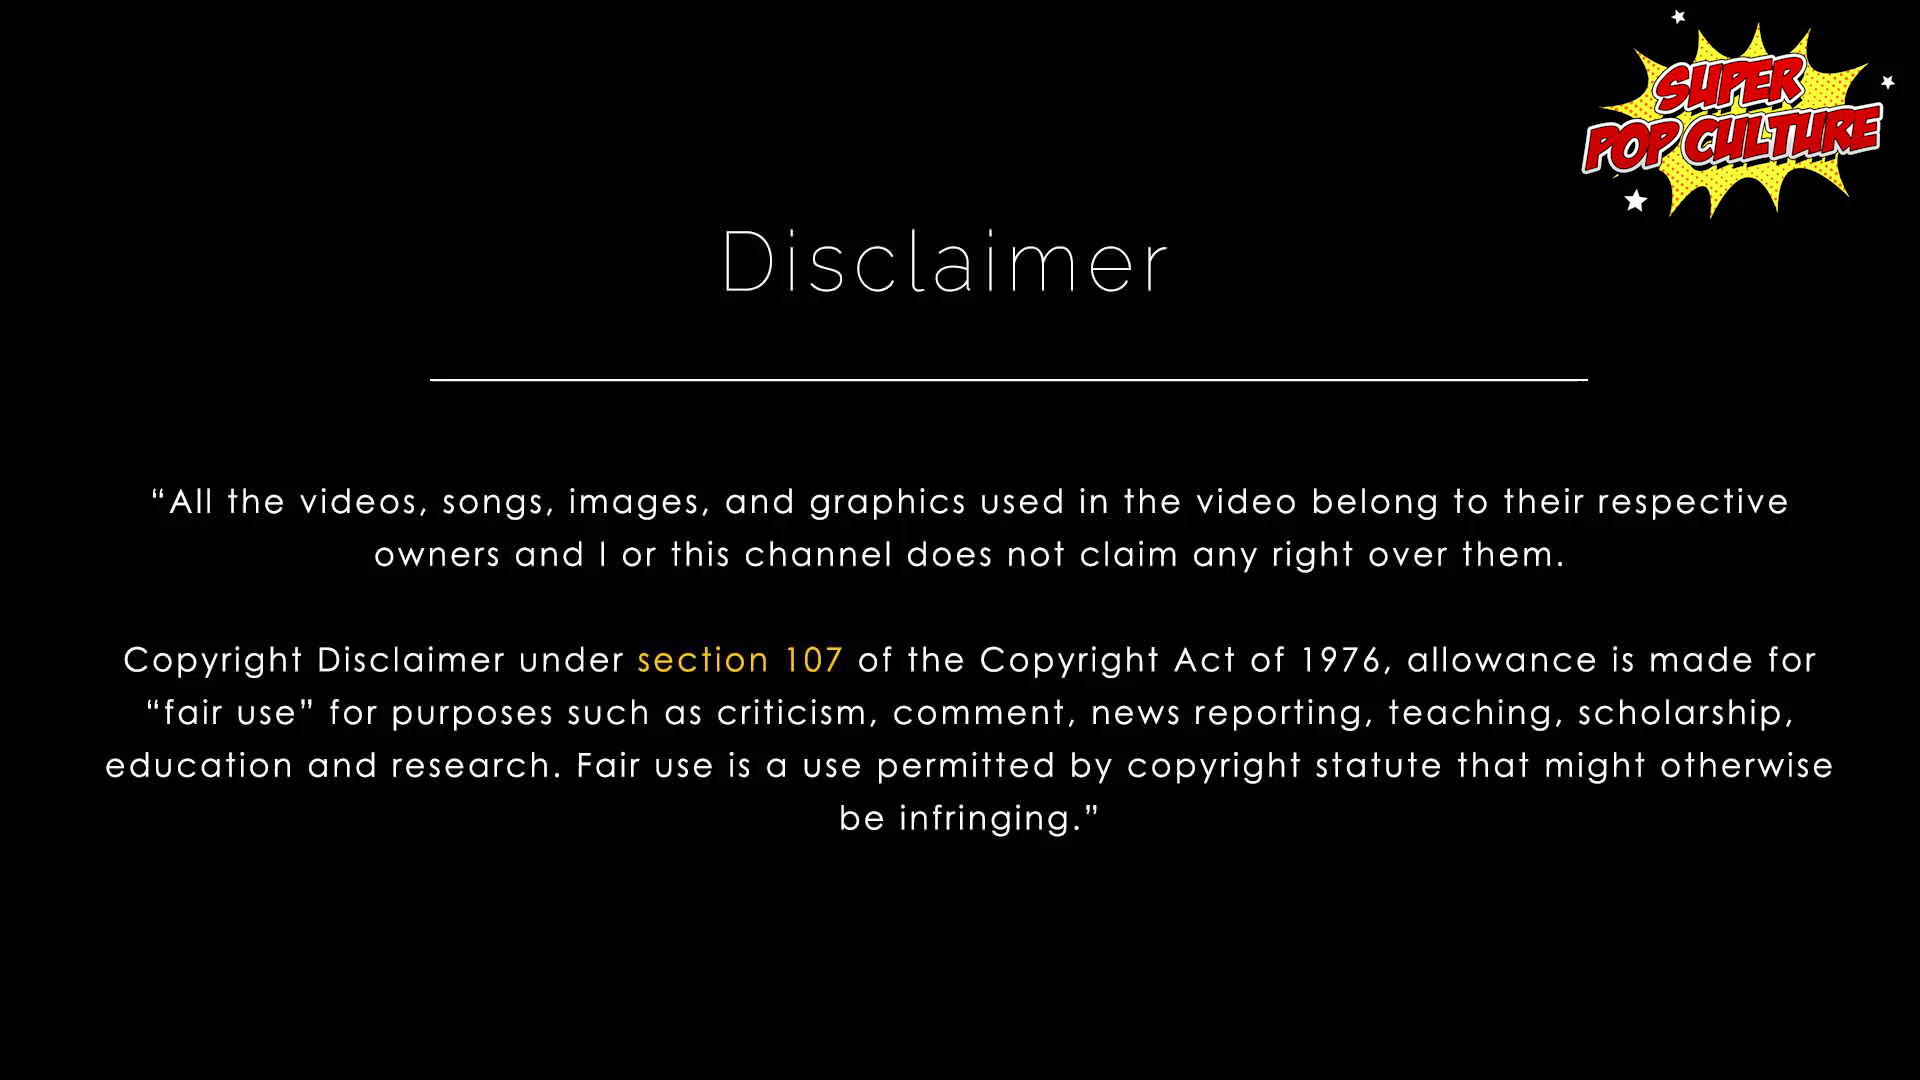 SUPER
POP CULTURE
Disclaimer
“All the videos, songs, images, and graphics used in the video belong to their respective
owners and I or this channel does not claim any right over them.
Copyright Disclaimer under section 107 of the Copyright Act of 1976, allowance is made for
“fair use” for purposes such as criticism, comment, news reporting, teaching, scholarship,
education and research. Fair use is a use permitted by copyright statute that might otherwise
be infringing.”